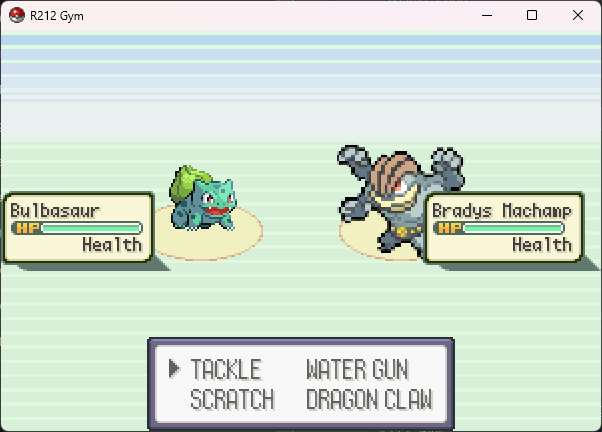 R212 Gym
Bulbasaur
HP
Health
Bradys Machamp
HP
Health
TACKLE WATER GUN
SCRATCH DRAGON CLAW